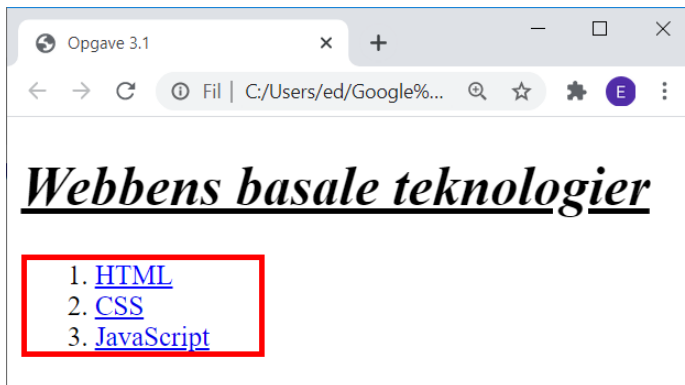 Opgave 3.1
Fil | C:/Users/ed/Google%... E
Webbens basale teknologier
1. HTML
2. CSS
3. JavaScript